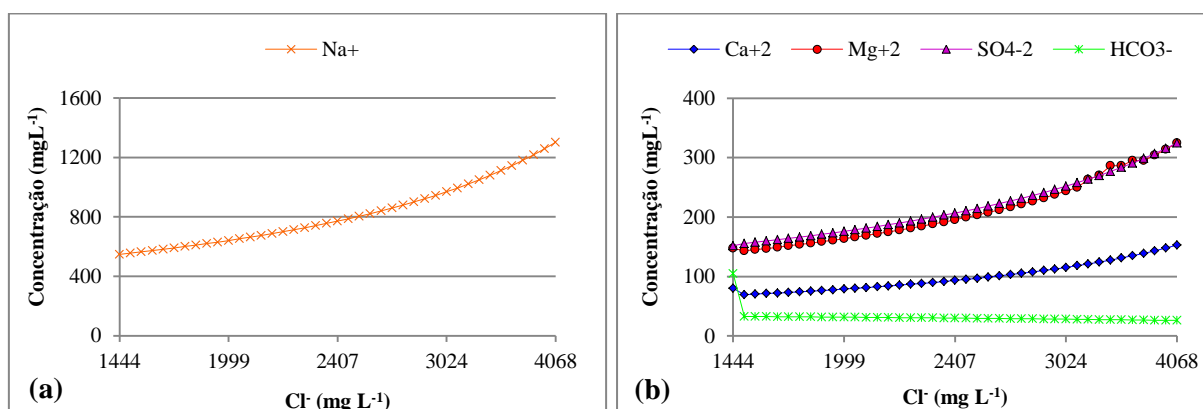 Na+
Concentração (mgL-1)
1600
1200
800
400
0
1444 1999 2407 3024 4068
(a)
Cl- (mg L-1)
Ca+2 Mg+2 SO4-2 HCO3-
Concentração (mgL-1)
400
300
200
100
0
1444 1999 2407 3024 4068
(b)
Cl- (mg L-1)